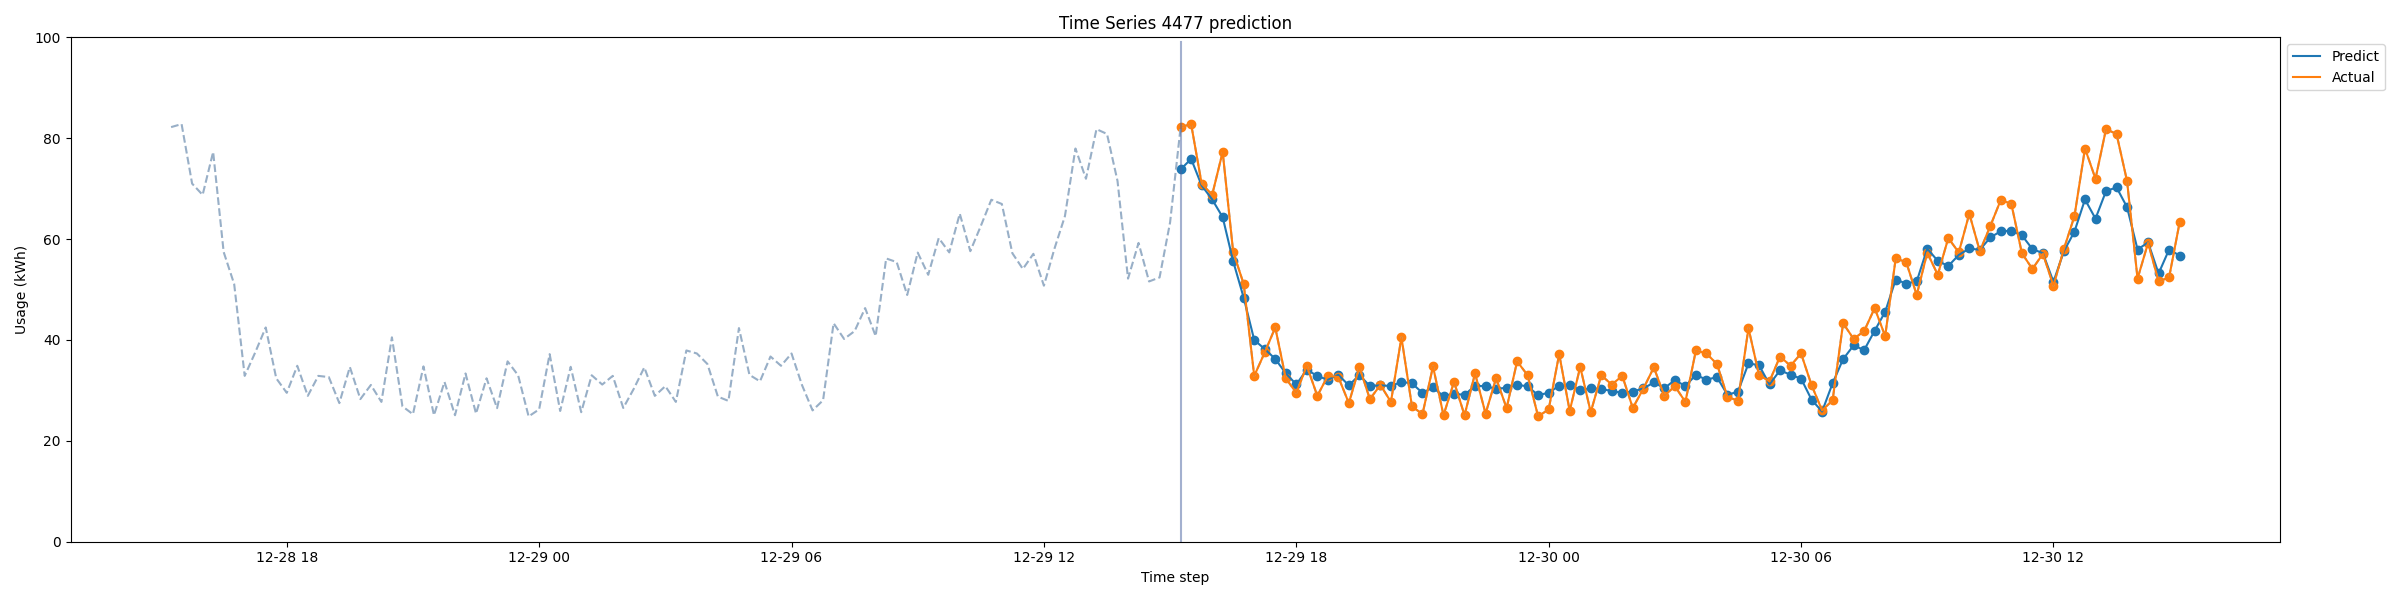 Time Series 4477 prediction
100
80
60
40
20
0
Usage (kWh)
Predict
Actual
12-28 18
12-29 00
12-29 06
12-29 12
12-29 18
12-30 00
12-30 06
12-30 12
Time step